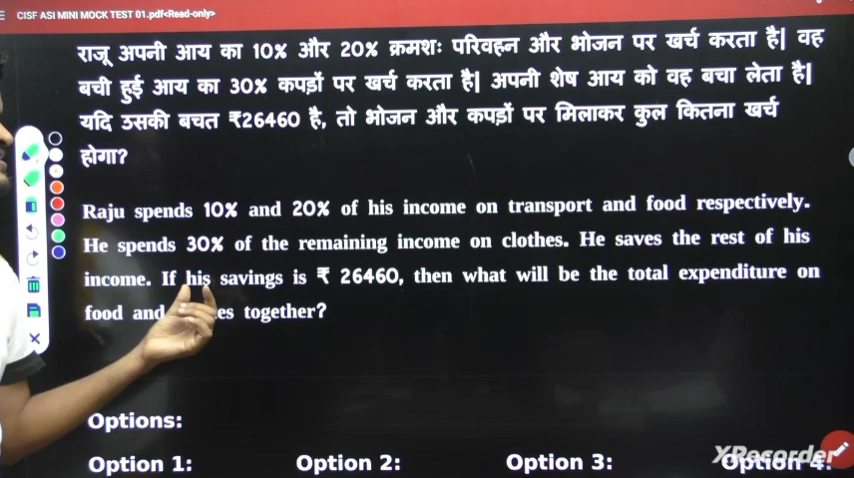 CISF ASI MINI MOCK TEST 01.pdf<Read-only>
राजू अपनी आय का 10% और 20% क्रमशः परिवहन और भोजन पर खर्च करता है| वह
बची हुई आय का 30% कपड़ों पर खर्च करता है| अपनी शेष आय को वह बचा लेता है|
यदि उसकी बचत ₹26460 है, तो भोजन और कपड़ों पर मिलाकर कुल कितना खर्च
होगा?
Raju spends 10% and 20% of his income on transport and food respectively.
He spends 30% of the remaining income on clothes. He saves the rest of his
income. If his savings is ₹ 26460, then what will be the total expenditure on
food and es together?
Options:
Option 1: Option 2: Option 3: Option 4:
XRecorder